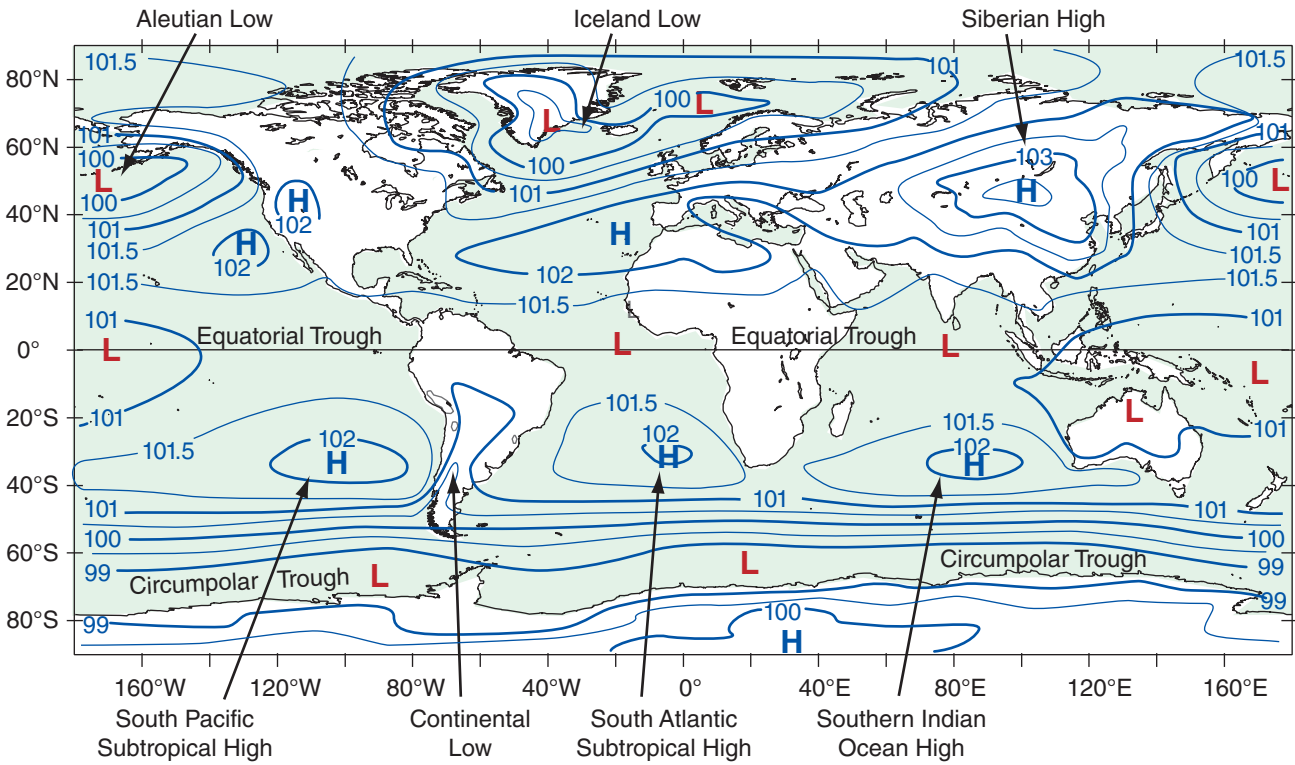 Aleutian Low
Iceland Low
Siberian High
80°N
60°N
40°N
20°N
0°
20°S
40°S
60°S
80°S
101.5
101
101.5
100 L
L
101
100
L
100
101
100
101
103
H
101
100 L
101
101.5
H
102
H
102
H
102
101.5
101.5
101.5
101
L
Equatorial Trough
L
Equatorial Trough
L
101
L
101
101.5
102
H
101.5
102
H
101.5
102
H
L
101
101
100
99
101
101
100
99
Circumpolar Trough
L
L
Circumpolar Trough
99
100
H
99
160°W
120°W
80°W
40°W
0°
40°E
80°E
120°E
160°E
South Pacific
Subtropical High
Continental
Low
South Atlantic
Subtropical High
Southern Indian
Ocean High